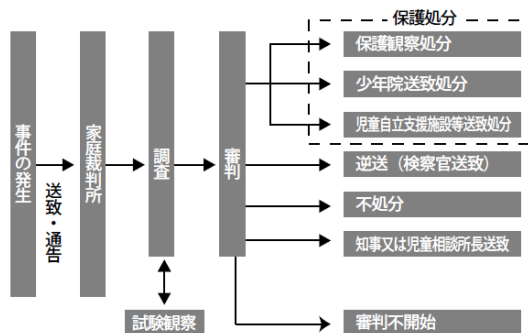 事件の発生
送致・通告
家庭裁判所
調査
試験観察
審判
保護処分
保護観察処分
少年院送致処分
児童自立支援施設等送致処分
逆送（検察官送致）
不処分
知事又は児童相談所長送致
審判不開始